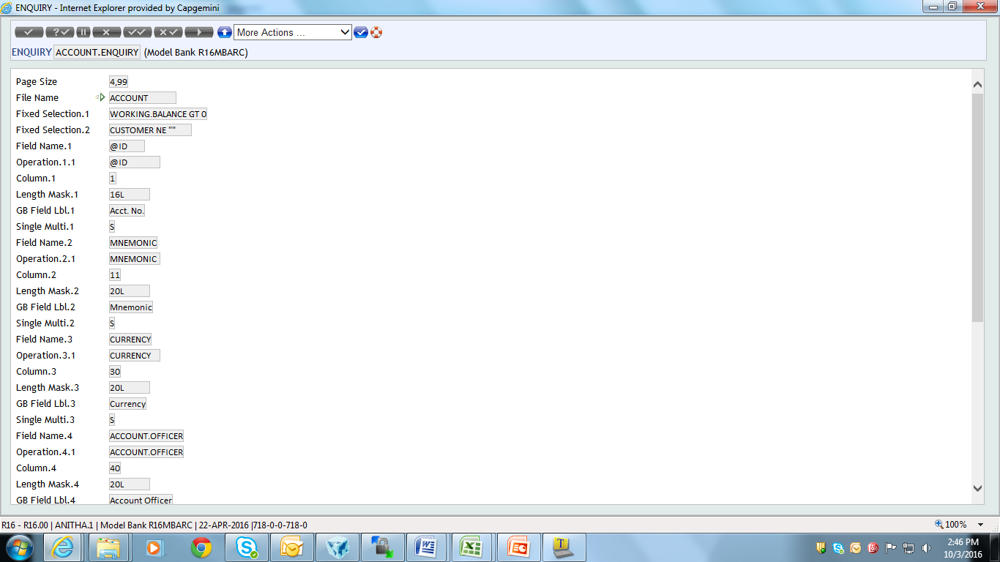 ENQUIRY - Internet Explorer provided by Capgemini
More Actions ...
ENQUIRY ACCOUNT.ENQUIRY (Model Bank R16MBARC)
Page Size 4,99
File Name ACCOUNT
Fixed Selection.1 WORKING.BALANCE GT 0
Fixed Selection.2 CUSTOMER NE ""
Field Name.1 @ID
Operation.1.1 @ID
Column.1 1
Length Mask.1 16L
GB Field Lbl.1 Acct. No.
Single Multi.1 S
Field Name.2 MNEMONIC
Operation.2.1 MNEMONIC
Column.2 11
Length Mask.2 20L
GB Field Lbl.2 Mnemonic
Single Multi.2 S
Field Name.3 CURRENCY
Operation.3.1 CURRENCY
Column.3 30
Length Mask.3 20L
GB Field Lbl.3 Currency
Single Multi.3 S
Field Name.4 ACCOUNT.OFFICER
Operation.4.1 ACCOUNT.OFFICER
Column.4 40
Length Mask.4 20L
GB Field Lbl.4 Account Officer
R16 - R16.00 | ANITHA.1 | Model Bank R16MBARC | 22-APR-2016 |718-0-0-718-0
100%
2:46 PM
10/3/2016